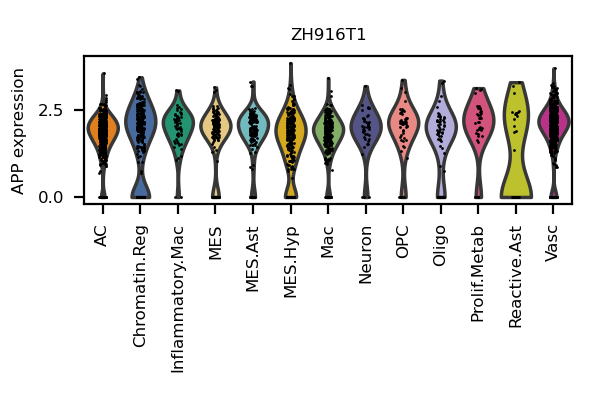 ZH916T1
APP expression
2.5
0.0
AC
Chromatin.Reg
Inflammatory.Mac
MES
MES.Ast
MES.Hyp
Mac
Neuron
OPC
Oligo
Prolif.Metab
Reactive.Ast
Vasc